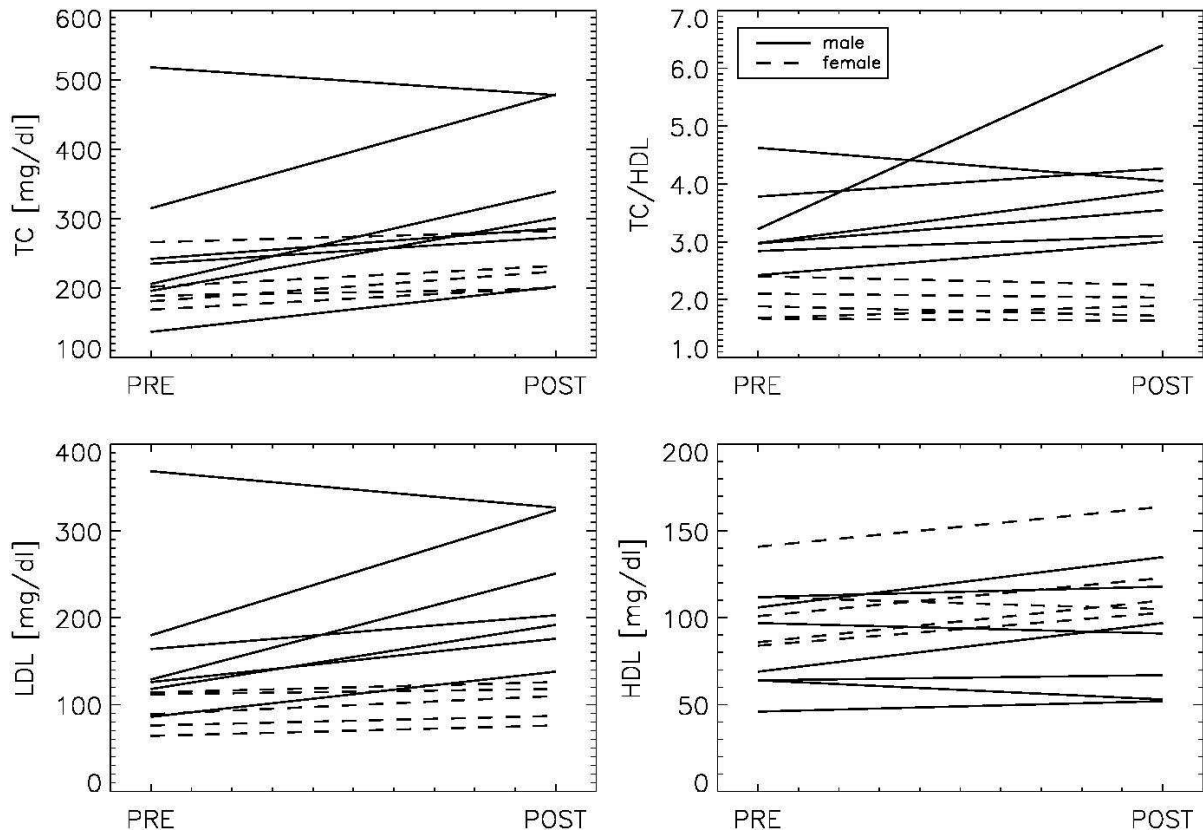 600
500
400
300
200
100
TC [mg/dl]
PRE
POST
7.0
6.0
5.0
4.0
3.0
2.0
1.0
TC/HDL
male
female
PRE
POST
400
300
200
100
0
LDL [mg/dl]
PRE
POST
200
150
100
50
0
HDL [mg/dl]
PRE
POST